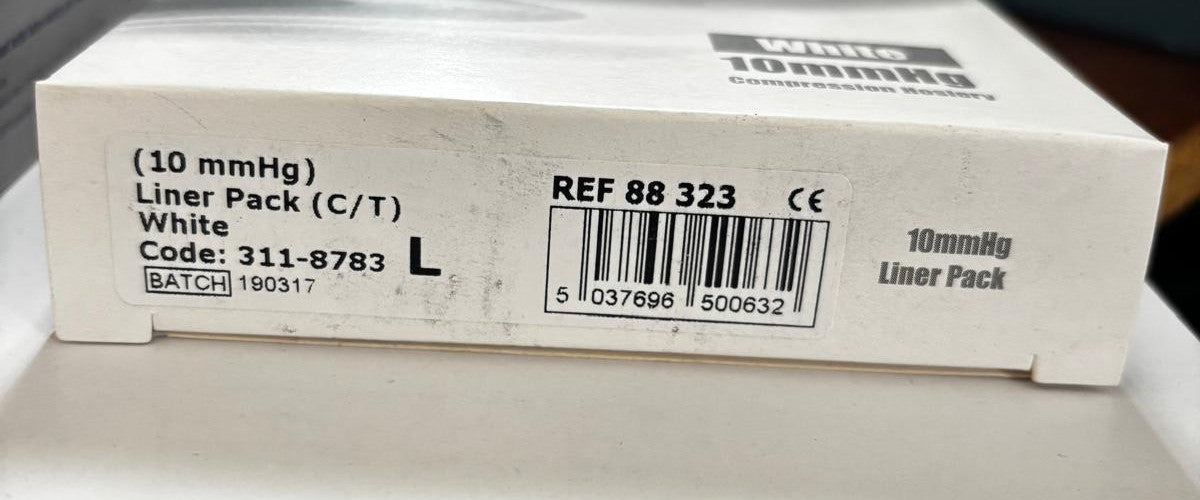 White
10mmHg
Compression Hosiery
(10 mmHg)
Liner Pack (C/T)
White
Code: 311-8783 L
BATCH 190317
REF 88 323 CE
5 037696 500632
10mmHg
Liner Pack